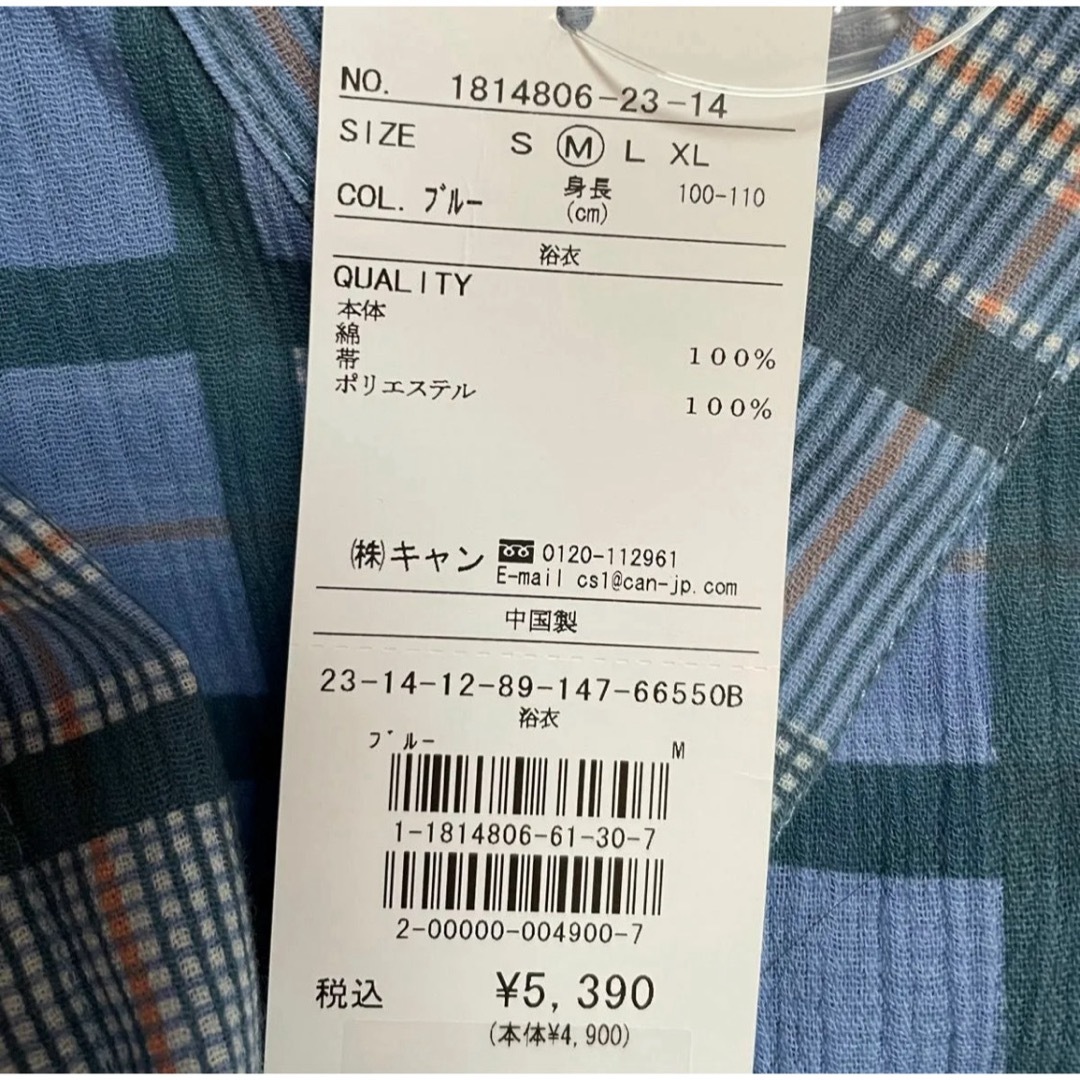 NO. 1814806-23-14
SIZE S M L XL
COL. ブルー 身長(cm) 100-110
浴衣
QUALITY
本体
綿 100%
帯
ポリエステル 100%
㈱キャン 0120-112961
E-mail cs1@can-jp.com
中国製
23-14-12-89-147-66550B
浴衣
ブルー M
1-1814806-61-30-7
2-00000-004900-7
税込 ¥5,390
(本体¥4,900)